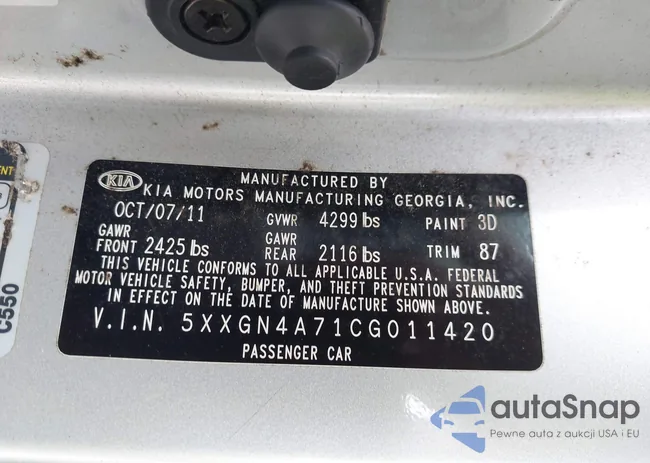 MANUFACTURED BY
KIA KIA MOTORS MANUFACTURING GEORGIA, INC.
OCT/07/11 GVWR 4299 lbs PAINT 3D
GAWR FRONT 2425 lbs GAWR REAR 2116 lbs TRIM 87
THIS VEHICLE CONFORMS TO ALL APPLICABLE U.S.A. FEDERAL
MOTOR VEHICLE SAFETY, BUMPER, AND THEFT PREVENTION STANDARDS
IN EFFECT ON THE DATE OF MANUFACTURE SHOWN ABOVE.
V.I.N. 5XXGN4A71CG011420
PASSENGER CAR
C550
autoSnap
Pewne auta z aukcji USA i EU